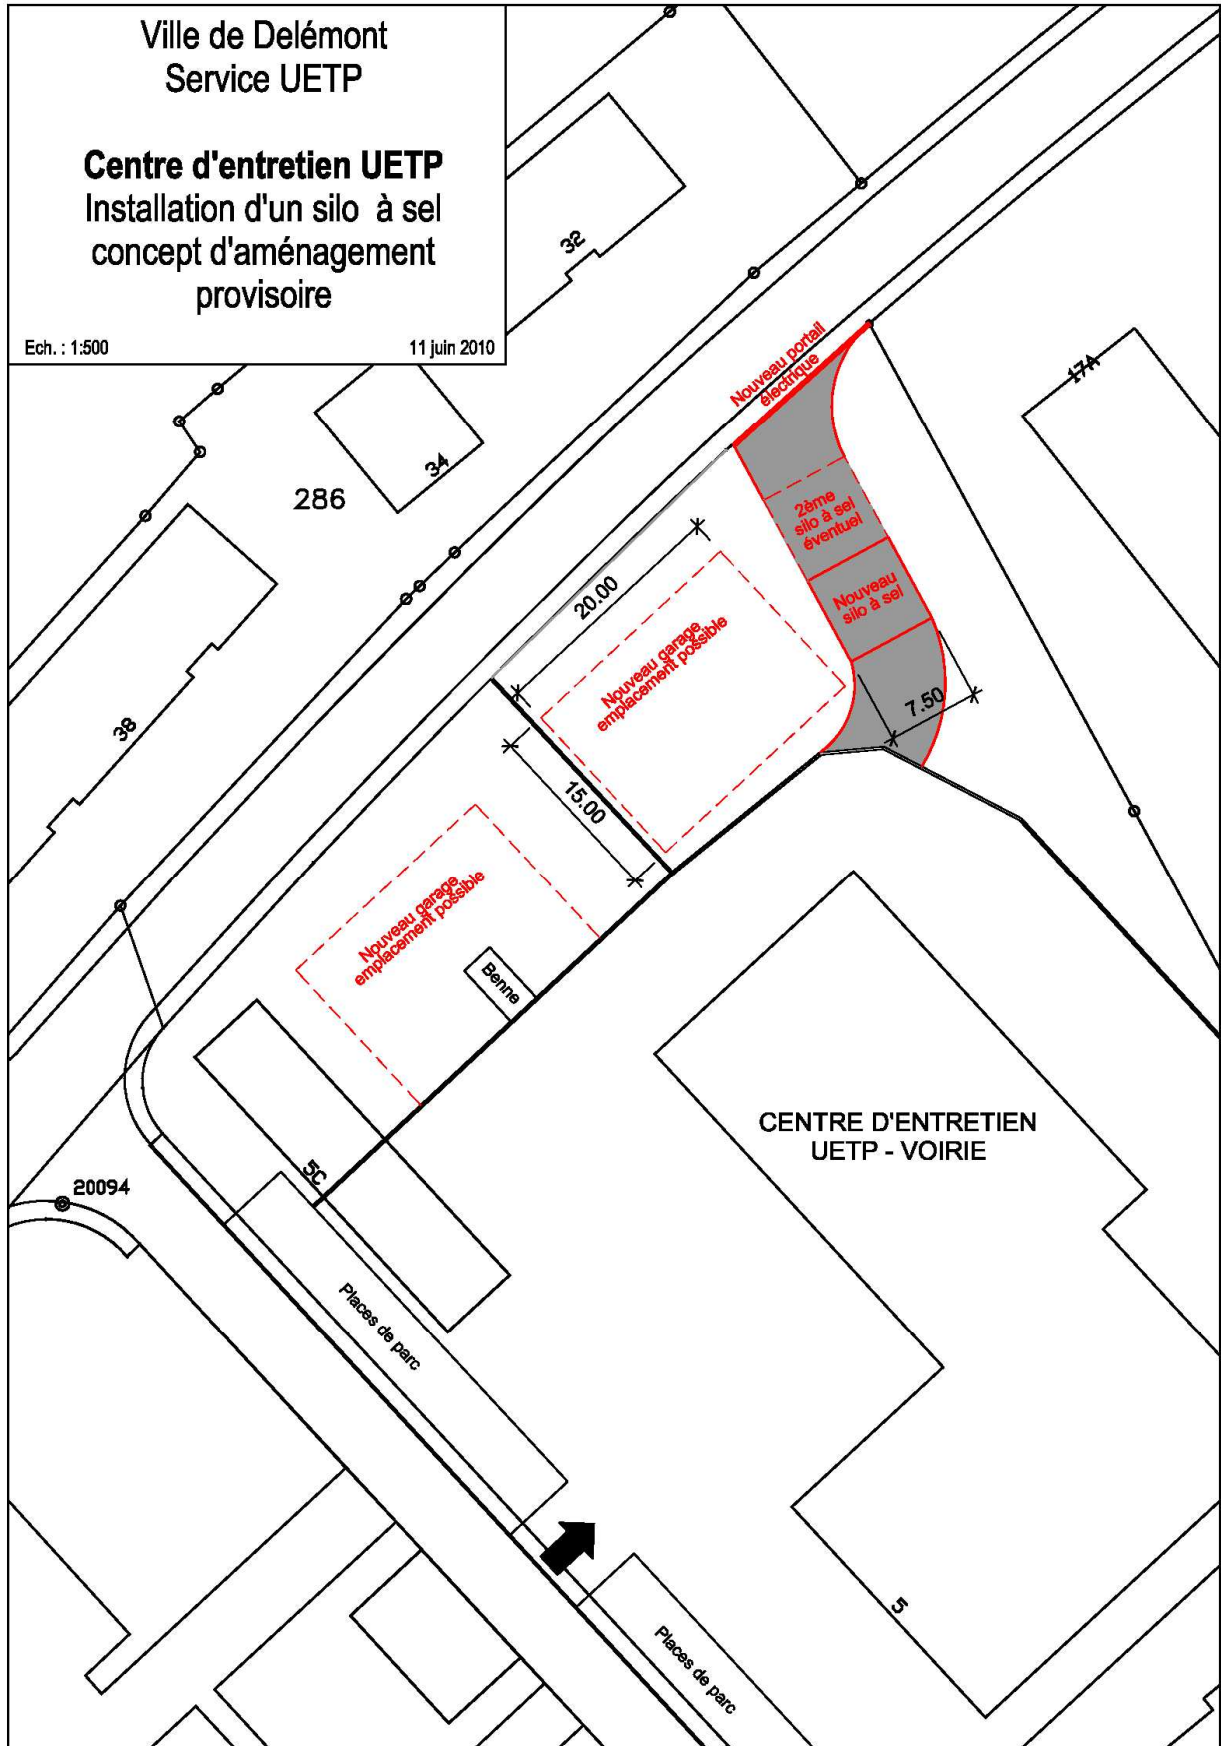 Ville de Delémont
Service UETP
Centre d'entretien UETP
Installation d'un silo à sel
concept d'aménagement
provisoire
Ech. : 1:500
11 juin 2010
32
Nouveau portail
électrique
17A
34
286
2ème
silo à sel
éventuel
Nouveau
silo à sel
20.00
Nouveau garage
emplacement possible
7.50
38
15.00
Nouveau garage
emplacement possible
Benne
CENTRE D'ENTRETIEN
UETP - VOIRIE
5C
20094
Places de parc
5
Places de parc